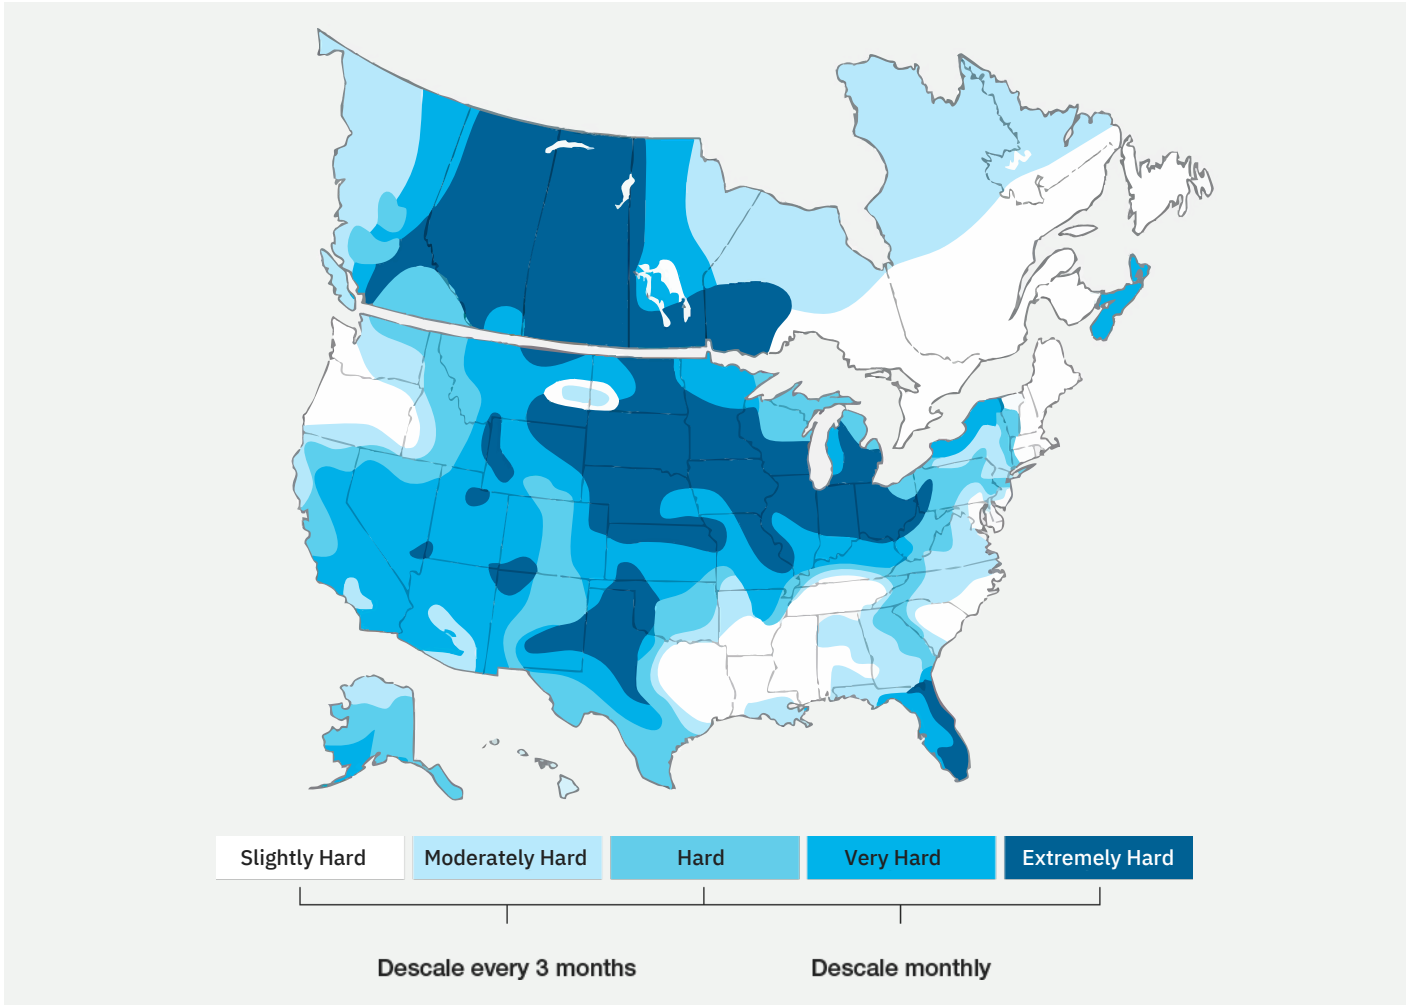 Slightly Hard
Moderately Hard
Hard
Very Hard
Extremely Hard
Descale every 3 months
Descale monthly